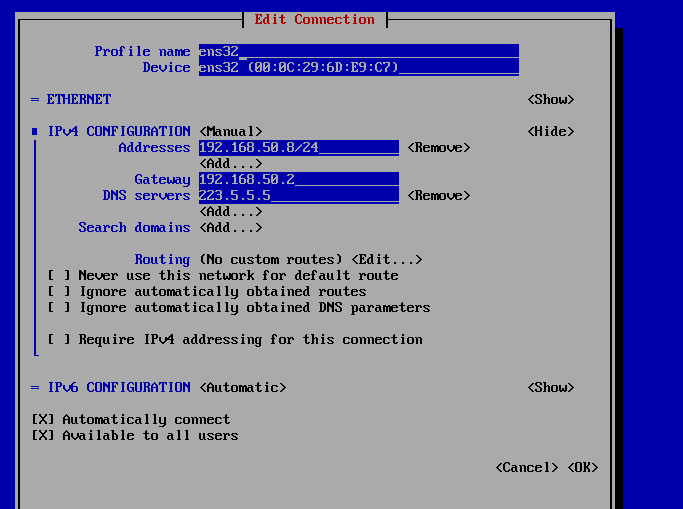 Edit Connection
Profile name ens32
Device ens32 (00:0C:29:6D:E9:C7)
= ETHERNET <Show>
IPv4 CONFIGURATION <Manual> <Hide>
Addresses 192.168.50.8/24 <Remove>
<Add...>
Gateway 192.168.50.2
DNS servers 223.5.5.5 <Remove>
<Add...>
Search domains <Add...>
Routing (No custom routes) <Edit...>
[ ] Never use this network for default route
[ ] Ignore automatically obtained routes
[ ] Ignore automatically obtained DNS parameters
[ ] Require IPv4 addressing for this connection
= IPv6 CONFIGURATION <Automatic> <Show>
[X] Automatically connect
[X] Available to all users
<Cancel> <OK>